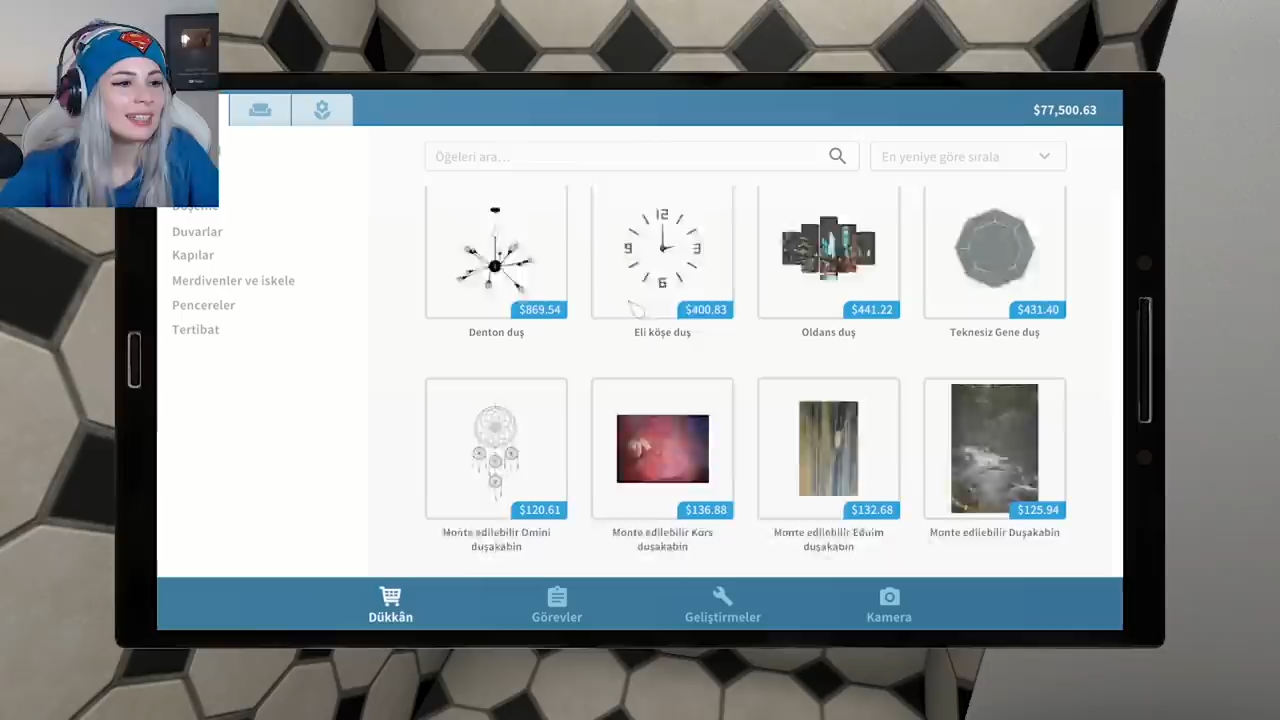 $77,500.63
Öğeleri ara...
En yeniye göre sırala
Döşeme
Duvarlar
Kapılar
Merdivenler ve iskele
Pencereler
Tertibat
$869.54
$400.83
$441.22
$431.40
Denton duş
Eli köşe duş
Oldans duş
Teknesiz Gene duş
$120.61
$136.88
$132.68
$125.94
Monte edilebilir Omini
duşakabin
Monte edilebilir Kars
duşakabin
Monte edilebilir
duşakabin
Monte edilebilir Duşakabin
Dükkân
Görevler
Geliştirmeler
Kamera